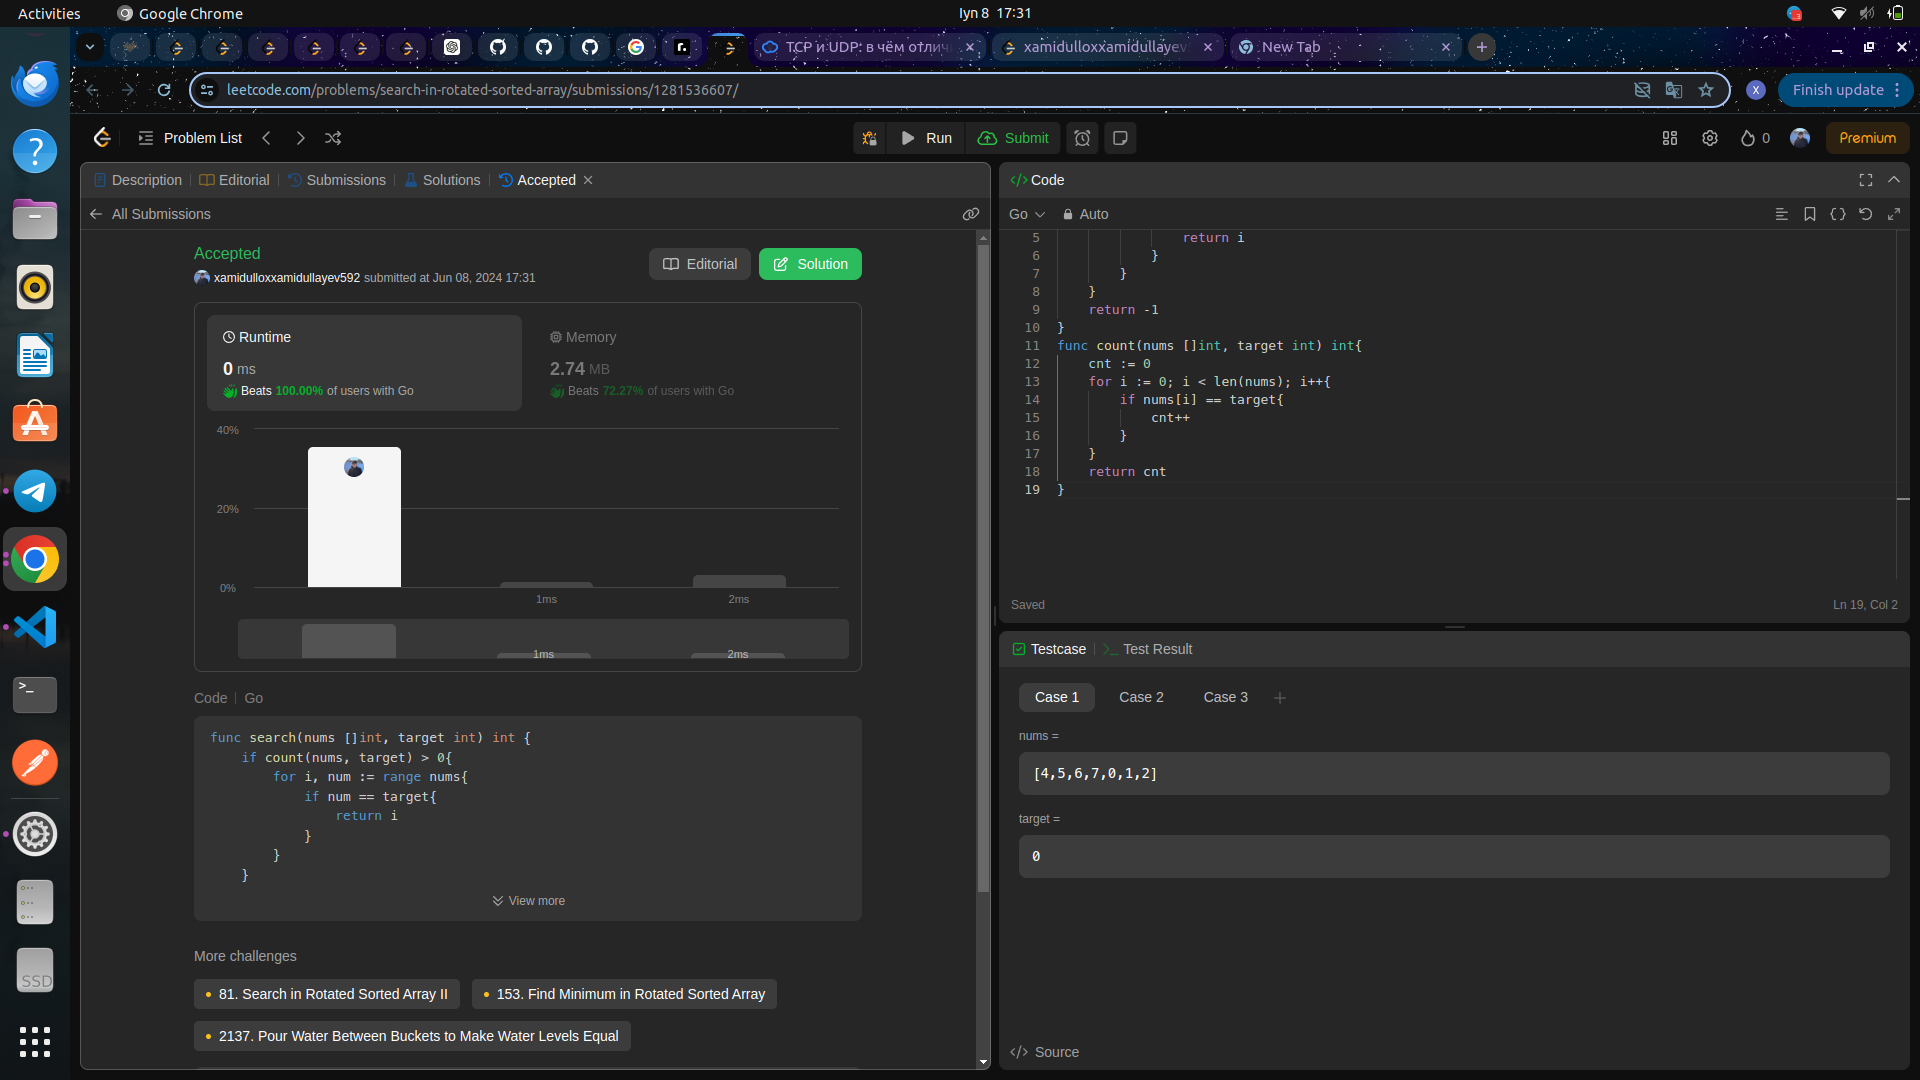 Activities
Google Chrome
Iyn 8 17:31
TCP и UDP: в чём отлич
xamidulloxxamidullayev
New Tab
leetcode.com/problems/search-in-rotated-sorted-array/submissions/1281536607/
X
Finish update
Problem List
Run
Submit
0
Premium
Description
Editorial
Submissions
Solutions
Accepted
All Submissions
Accepted
xamidulloxxamidullayev592 submitted at Jun 08, 2024 17:31
Editorial
Solution
Runtime
0 ms
Beats 100.00% of users with Go
Memory
2.74 MB
Beats 72.27% of users with Go
40%
20%
0%
1ms
2ms
1ms
2ms
Code
Go
func search(nums []int, target int) int {
if count(nums, target) > 0{
for i, num := range nums{
if num == target{
return i
}
}
}
View more
More challenges
81. Search in Rotated Sorted Array II
153. Find Minimum in Rotated Sorted Array
2137. Pour Water Between Buckets to Make Water Levels Equal
Code
Go
Auto
5 return i
6 }
7 }
8 }
9 return -1
10 }
11 func count(nums []int, target int) int{
12 cnt := 0
13 for i := 0; i < len(nums); i++{
14 if nums[i] == target{
15 cnt++
16 }
17 }
18 return cnt
19 }
Saved
Ln 19, Col 2
Testcase
Test Result
Case 1
Case 2
Case 3
nums =
[4,5,6,7,0,1,2]
target =
0
Source
SSD